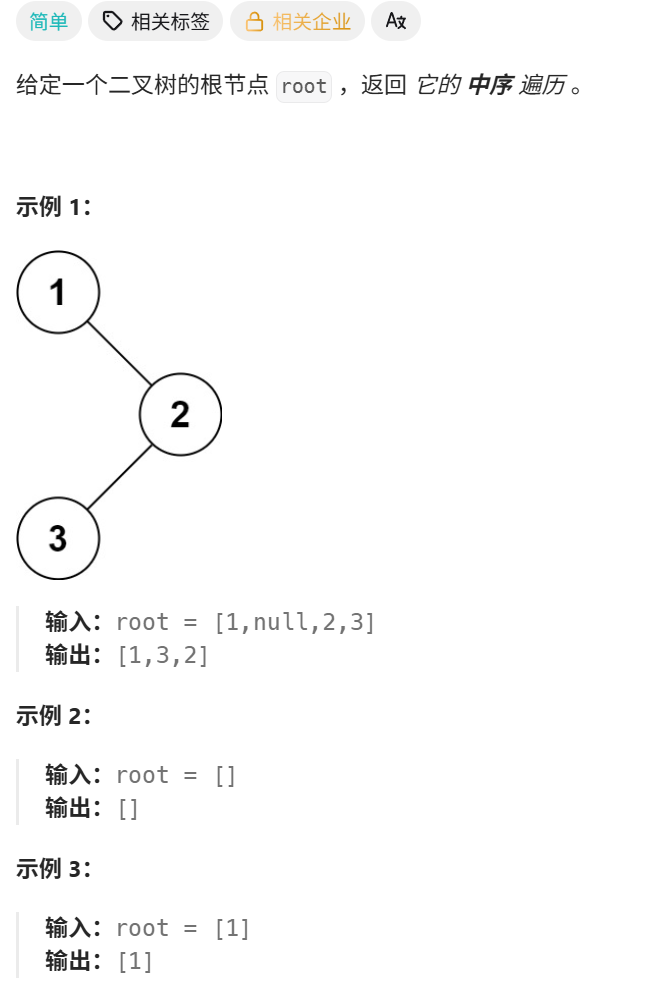 简单 相关标签 相关企业
给定一个二叉树的根节点 root ，返回 它的 中序 遍历 。
示例 1：
1
2
3
输入：root = [1,null,2,3]
输出：[1,3,2]
示例 2：
输入：root = []
输出：[]
示例 3：
输入：root = [1]
输出：[1]